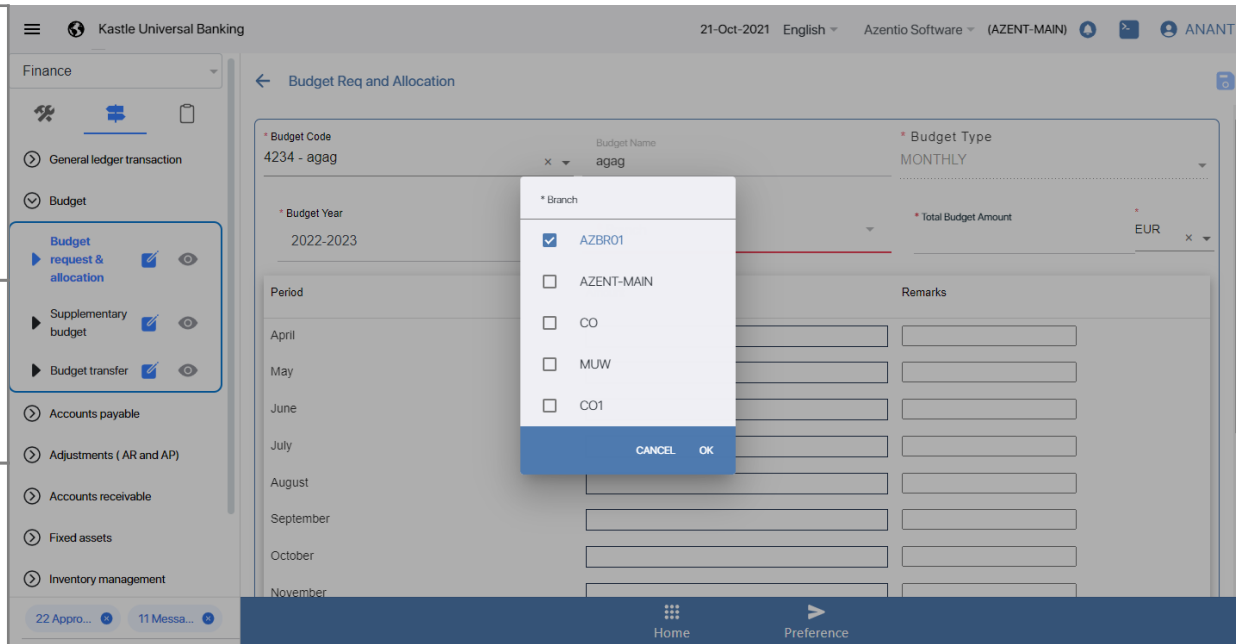 Kastle Universal Banking
21-Oct-2021 English Azentio Software (AZENT-MAIN) ANANT
Finance
Budget Req and Allocation
General ledger transaction
Budget
Budget request & allocation
Supplementary budget
Budget transfer
Accounts payable
Adjustments ( AR and AP)
Accounts receivable
Fixed assets
Inventory management
22 Appro... 11 Messa...
* Budget Code
4234 - agag
Budget Name
agag
* Budget Type
MONTHLY
* Budget Year
2022-2023
* Total Budget Amount
*
EUR
Period
Remarks
April
May
June
July
August
September
October
November
* Branch
AZBR01
AZENT-MAIN
CO
MUW
CO1
CANCEL OK
Home Preference